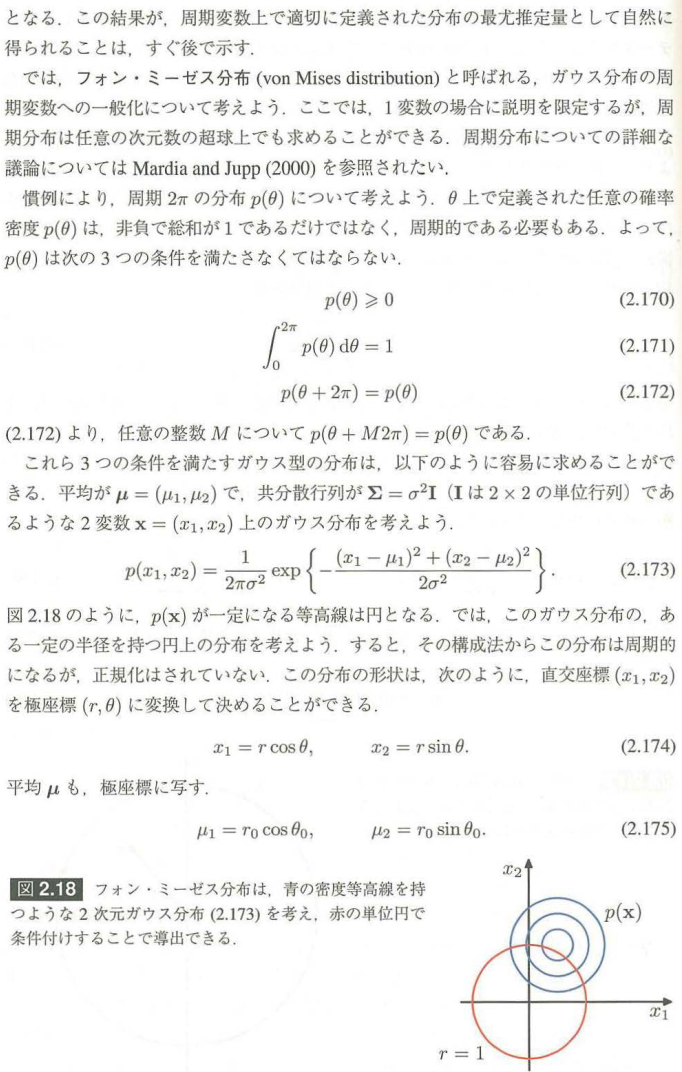 となる．この結果が，周期変数上で適切に定義された分布の最尤推定量として自然に
得られることは，すぐ後で示す．
では，フォン・ミーゼス分布 (von Mises distribution) と呼ばれる，ガウス分布の周
期変数への一般化について考えよう．ここでは，1 変数の場合に説明を限定するが，周
期分布は任意の次元数の超球上でも求めることができる．周期分布についての詳細な
議論については Mardia and Jupp (2000) を参照されたい．
慣例により，周期 2π の分布 p(θ) について考えよう．θ 上で定義された任意の確率
密度 p(θ) は，非負で総和が 1 であるだけではなく，周期的である必要もある．よって，
p(θ) は次の 3 つの条件を満たさなくてはならない．
p(θ) ⩾ 0 (2.170)
∫₀^{2π} p(θ) dθ = 1 (2.171)
p(θ + 2π) = p(θ) (2.172)
(2.172) より，任意の整数 M について p(θ + M2π) = p(θ) である．
これら 3 つの条件を満たすガウス型の分布は，以下のように容易に求めることがで
きる．平均が μ = (μ₁, μ₂) で，共分散行列が Σ = σ²I（I は 2 × 2 の単位行列）であ
るような 2 変数 x = (x₁, x₂) 上のガウス分布を考えよう．
p(x₁, x₂) = 1/(2πσ²) exp{−((x₁ − μ₁)² + (x₂ − μ₂)²)/(2σ²)}. (2.173)
図 2.18 のように，p(x) が一定になる等高線は円となる．では，このガウス分布の，あ
る一定の半径を持つ円上の分布を考えよう．すると，その構成法からこの分布は周期的
になるが，正規化はされていない．この分布の形状は，次のように，直交座標 (x₁, x₂)
を極座標 (r, θ) に変換して決めることができる．
x₁ = r cos θ, x₂ = r sin θ. (2.174)
平均 μ も，極座標に写す．
μ₁ = r₀ cos θ₀, μ₂ = r₀ sin θ₀. (2.175)
図 2.18 フォン・ミーゼス分布は，青の密度等高線を持
つような 2 次元ガウス分布 (2.173) を考え，赤の単位円で
条件付けすることで導出できる．
x₂
p(x)
x₁
r = 1